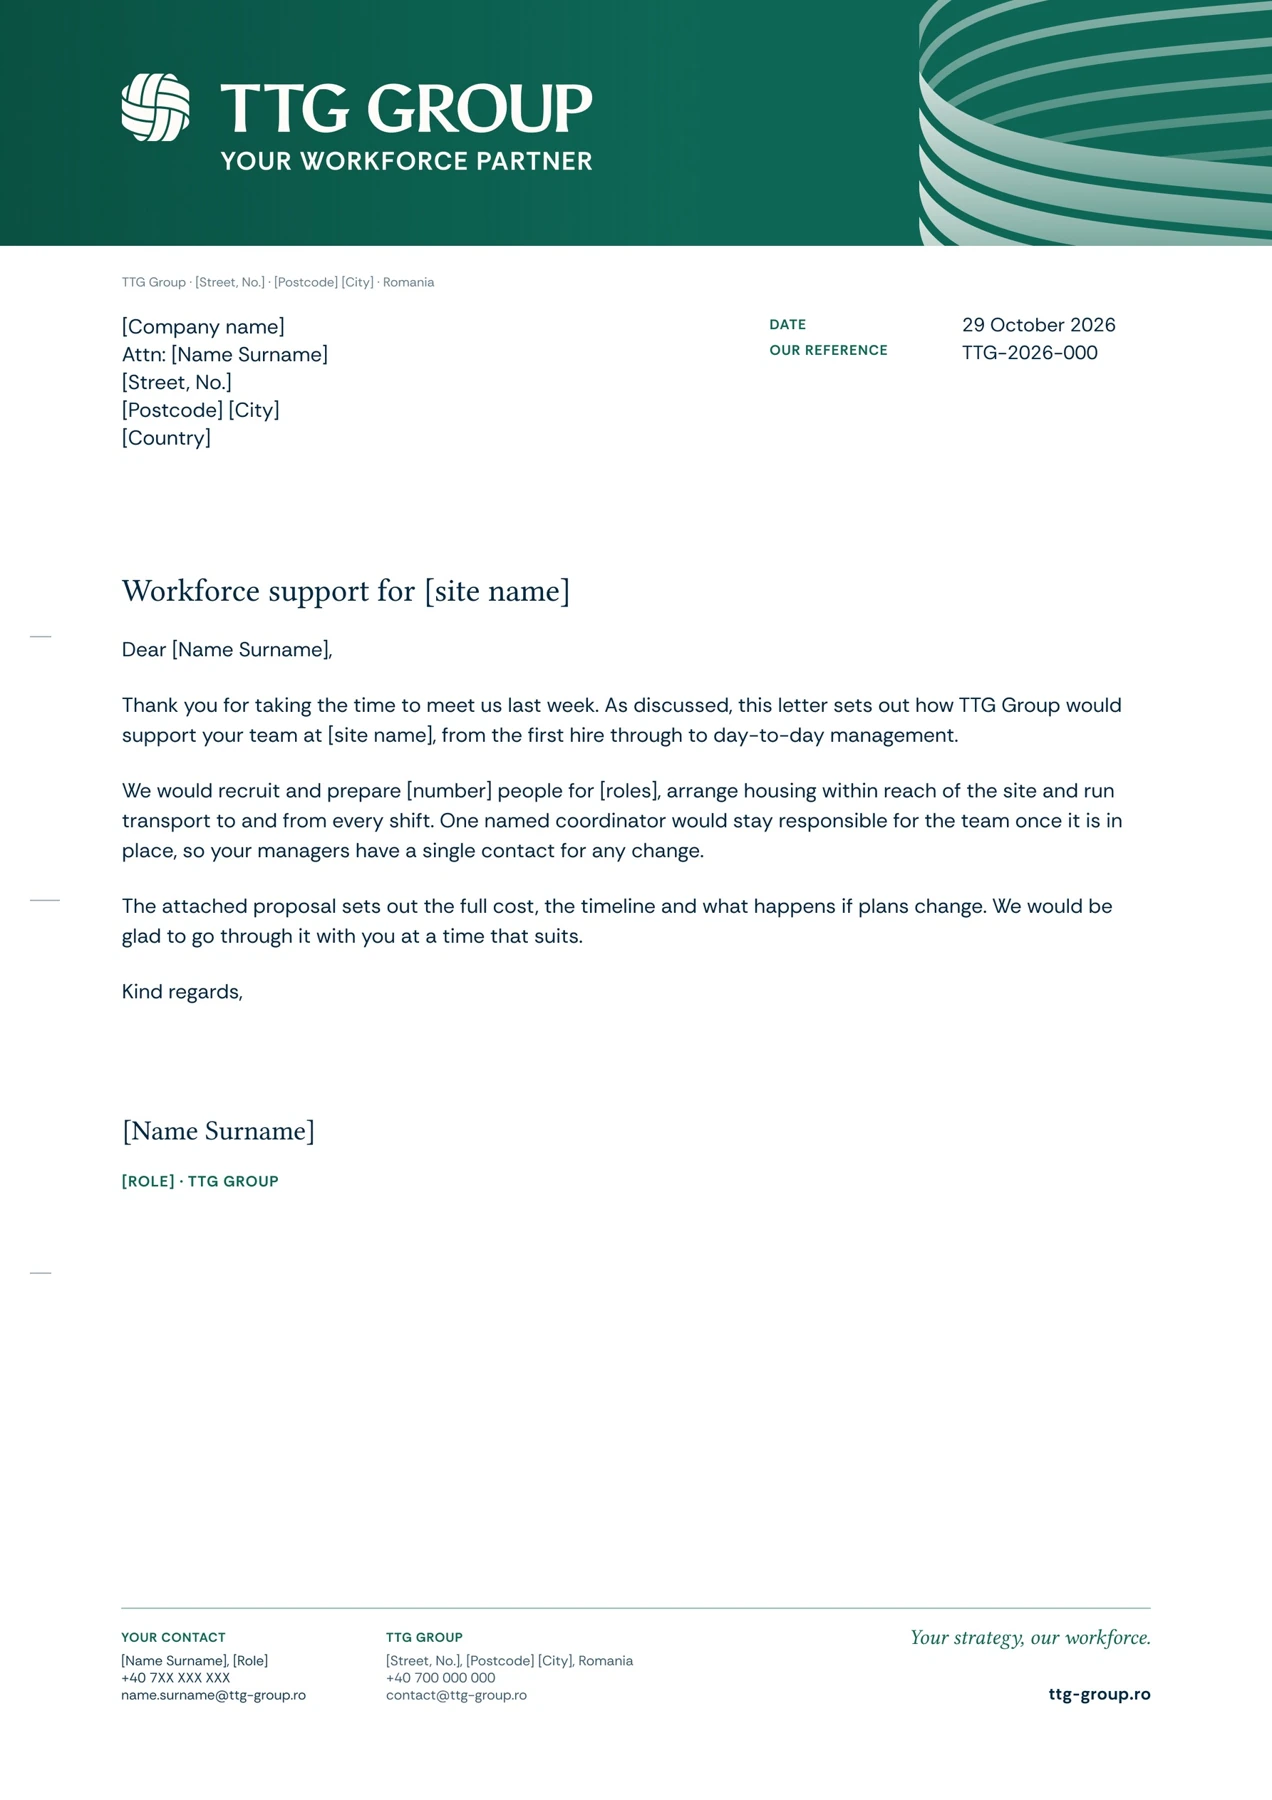 TTG GROUP
YOUR WORKFORCE PARTNER
TTG Group · [Street, No.] · [Postcode] [City] · Romania
[Company name]
Attn: [Name Surname]
[Street, No.]
[Postcode] [City]
[Country]
DATE 29 October 2026
OUR REFERENCE TTG-2026-000
Workforce support for [site name]
Dear [Name Surname],
Thank you for taking the time to meet us last week. As discussed, this letter sets out how TTG Group would
support your team at [site name], from the first hire through to day-to-day management.
We would recruit and prepare [number] people for [roles], arrange housing within reach of the site and run
transport to and from every shift. One named coordinator would stay responsible for the team once it is in
place, so your managers have a single contact for any change.
The attached proposal sets out the full cost, the timeline and what happens if plans change. We would be
glad to go through it with you at a time that suits.
Kind regards,
[Name Surname]
[ROLE] · TTG GROUP
YOUR CONTACT
[Name Surname], [Role]
+40 7XX XXX XXX
name.surname@ttg-group.ro
TTG GROUP
[Street, No.], [Postcode] [City], Romania
+40 700 000 000
contact@ttg-group.ro
Your strategy, our workforce.
ttg-group.ro